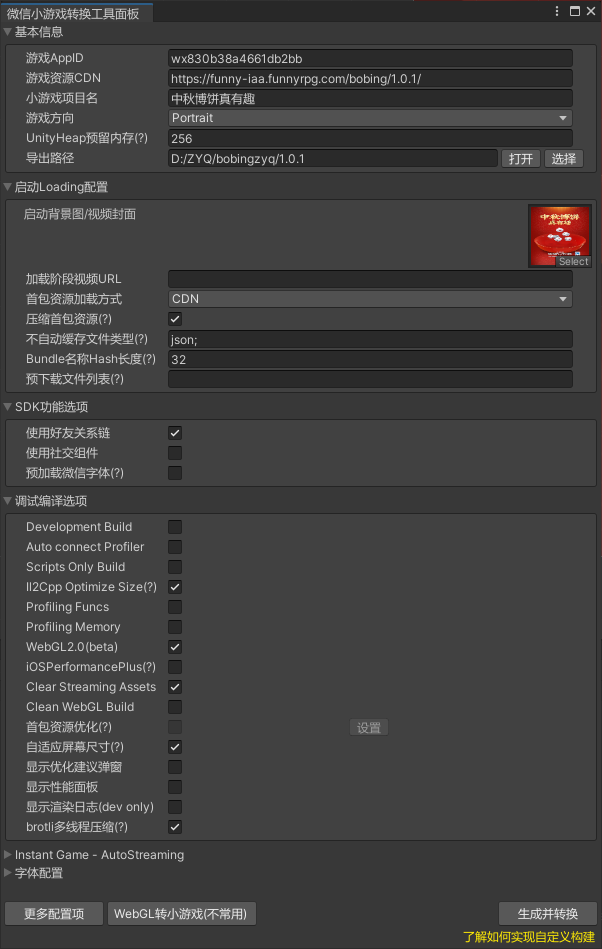 微信小游戏转换工具面板
基本信息
游戏AppID wx830b38a4661db2bb
游戏资源CDN https://funny-iaa.funnyrpg.com/bobing/1.0.1/
小游戏项目名 中秋博饼真有趣
游戏方向 Portrait
UnityHeap预留内存(?) 256
导出路径 D:/ZYQ/bobingzyq/1.0.1 打开 选择
启动Loading配置
启动背景图/视频封面
中秋博饼
Select
加载阶段视频URL
首包资源加载方式 CDN
压缩首包资源(?)
不自动缓存文件类型(?) json;
Bundle名称Hash长度(?) 32
预下载文件列表(?)
SDK功能选项
使用好友关系链
使用社交组件
预加载微信字体(?)
调试编译选项
Development Build
Auto connect Profiler
Scripts Only Build
Il2Cpp Optimize Size(?)
Profiling Funcs
Profiling Memory
WebGL2.0(beta)
iOSPerformancePlus(?)
Clear Streaming Assets
Clean WebGL Build
首包资源优化(?) 设置
自适应屏幕尺寸(?)
显示优化建议弹窗
显示性能面板
显示渲染日志(dev only)
brotli多线程压缩(?)
Instant Game - AutoStreaming
字体配置
更多配置项 WebGL转小游戏(不常用) 生成并转换
了解如何实现自定义构建